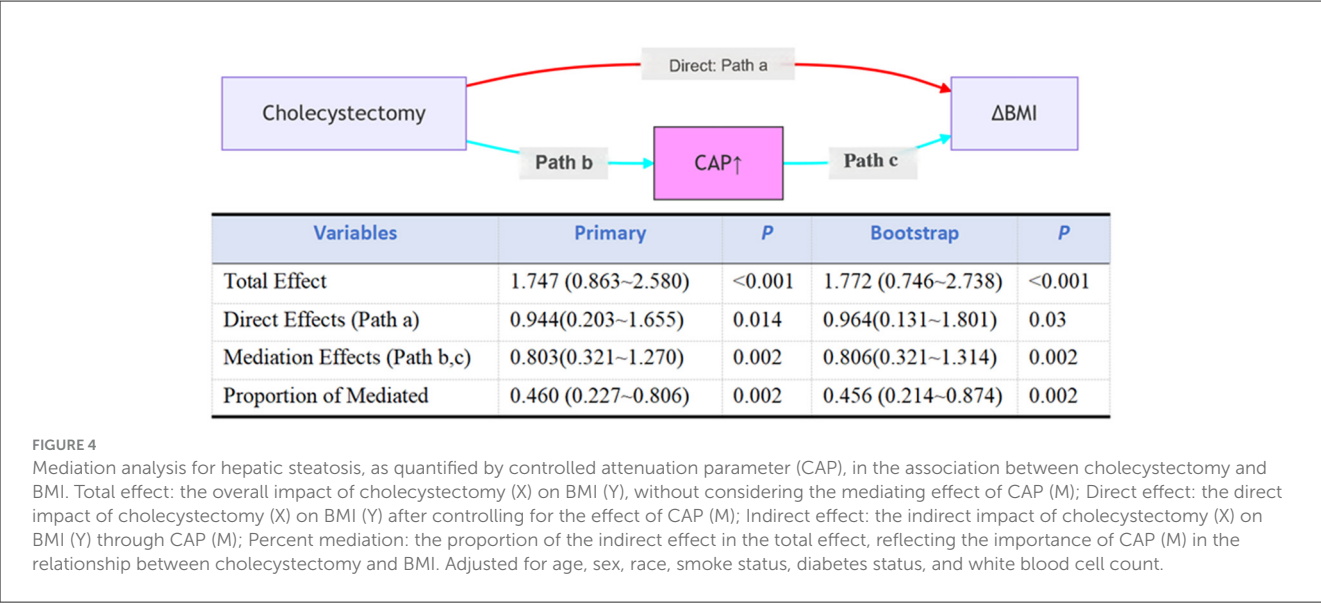 Direct: Path a
Cholecystectomy
ΔBMI
Path b
CAP↑
Path c
Variables Primary P Bootstrap P
Total Effect 1.747 (0.863~2.580) <0.001 1.772 (0.746~2.738) <0.001
Direct Effects (Path a) 0.944(0.203~1.655) 0.014 0.964(0.131~1.801) 0.03
Mediation Effects (Path b,c) 0.803(0.321~1.270) 0.002 0.806(0.321~1.314) 0.002
Proportion of Mediated 0.460 (0.227~0.806) 0.002 0.456 (0.214~0.874) 0.002
FIGURE 4
Mediation analysis for hepatic steatosis, as quantified by controlled attenuation parameter (CAP), in the association between cholecystectomy and
BMI. Total effect: the overall impact of cholecystectomy (X) on BMI (Y), without considering the mediating effect of CAP (M); Direct effect: the direct
impact of cholecystectomy (X) on BMI (Y) after controlling for the effect of CAP (M); Indirect effect: the indirect impact of cholecystectomy (X) on
BMI (Y) through CAP (M); Percent mediation: the proportion of the indirect effect in the total effect, reflecting the importance of CAP (M) in the
relationship between cholecystectomy and BMI. Adjusted for age, sex, race, smoke status, diabetes status, and white blood cell count.